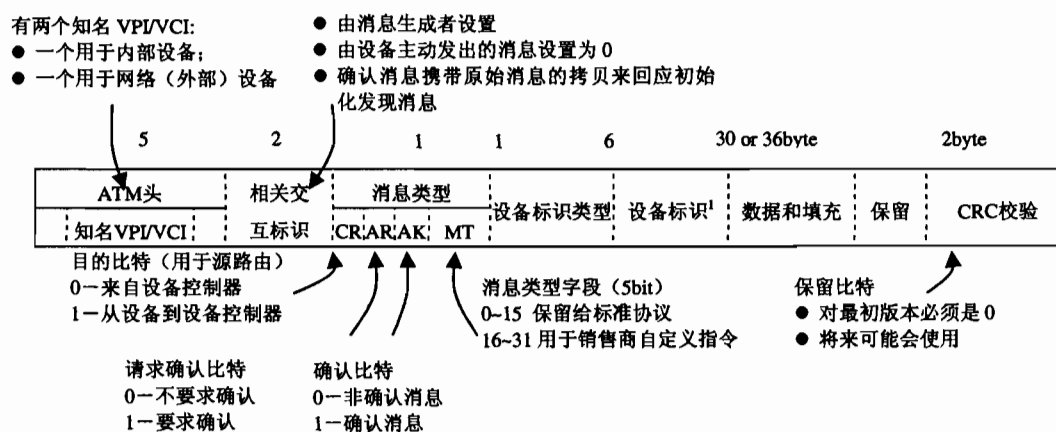 有两个知名 VPI/VCI:
● 一个用于内部设备；
● 一个用于网络（外部）设备
● 由消息生成者设置
● 由设备主动发出的消息设置为 0
● 确认消息携带原始消息的拷贝来回应初始
化发现消息
5 2 1 1 6 30 or 36byte 2byte
ATM头 相关交 消息类型 设备标识类型 设备标识¹ 数据和填充 保留 CRC校验
知名VPI/VCI 互标识 CR AR AK MT
目的比特（用于源路由）
0—来自设备控制器
1—从设备到设备控制器
消息类型字段（5bit）
0~15 保留给标准协议
16~31 用于销售商自定义指令
保留比特
● 对最初版本必须是 0
● 将来可能会使用
请求确认比特
0—不要求确认
1—要求确认
确认比特
0—非确认消息
1—确认消息